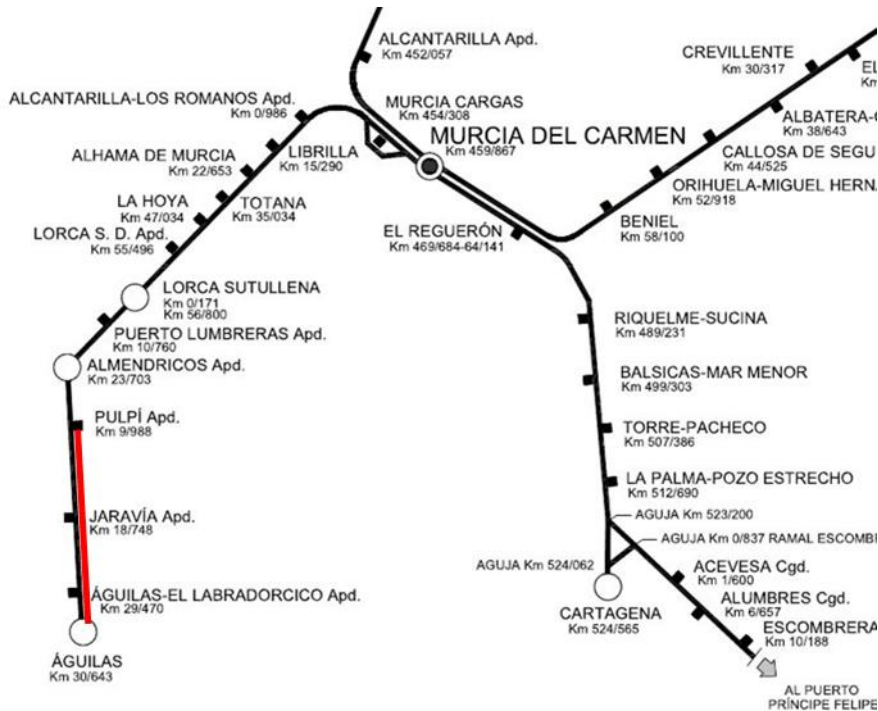 ALCANTARILLA Apd.
Km 452/057
CREVILLENTE
Km 30/317
EL
Km
ALCANTARILLA-LOS ROMANOS Apd.
Km 0/986
MURCIA CARGAS
Km 454/308
ALBATERA-C
Km 38/643
MURCIA DEL CARMEN
Km 459/867
ALHAMA DE MURCIA
Km 22/653
LIBRILLA
Km 15/290
CALLOSA DE SEGU
Km 44/525
LA HOYA
Km 47/034
TOTANA
Km 35/034
ORIHUELA-MIGUEL HERNA
Km 52/918
LORCA S. D. Apd.
Km 55/496
EL REGUERÓN
Km 469/684-64/141
BENIEL
Km 58/100
LORCA SUTULLENA
Km 0/171
Km 56/800
RIQUELME-SUCINA
Km 489/231
PUERTO LUMBRERAS Apd.
Km 10/760
ALMENDRICOS Apd.
Km 23/703
BALSICAS-MAR MENOR
Km 499/303
PULPÍ Apd.
Km 9/988
TORRE-PACHECO
Km 507/386
LA PALMA-POZO ESTRECHO
Km 512/690
JARAVÍA Apd.
Km 18/748
AGUJA Km 523/200
AGUJA Km 0/837 RAMAL ESCOMBR
AGUJA Km 524/062
ACEVESA Cgd.
Km 1/600
ÁGUILAS-EL LABRADORCICO Apd.
Km 29/470
ALUMBRES Cgd.
Km 6/657
CARTAGENA
Km 524/565
ESCOMBRERA
Km 10/188
ÁGUILAS
Km 30/643
AL PUERTO
PRÍNCIPE FELIPE